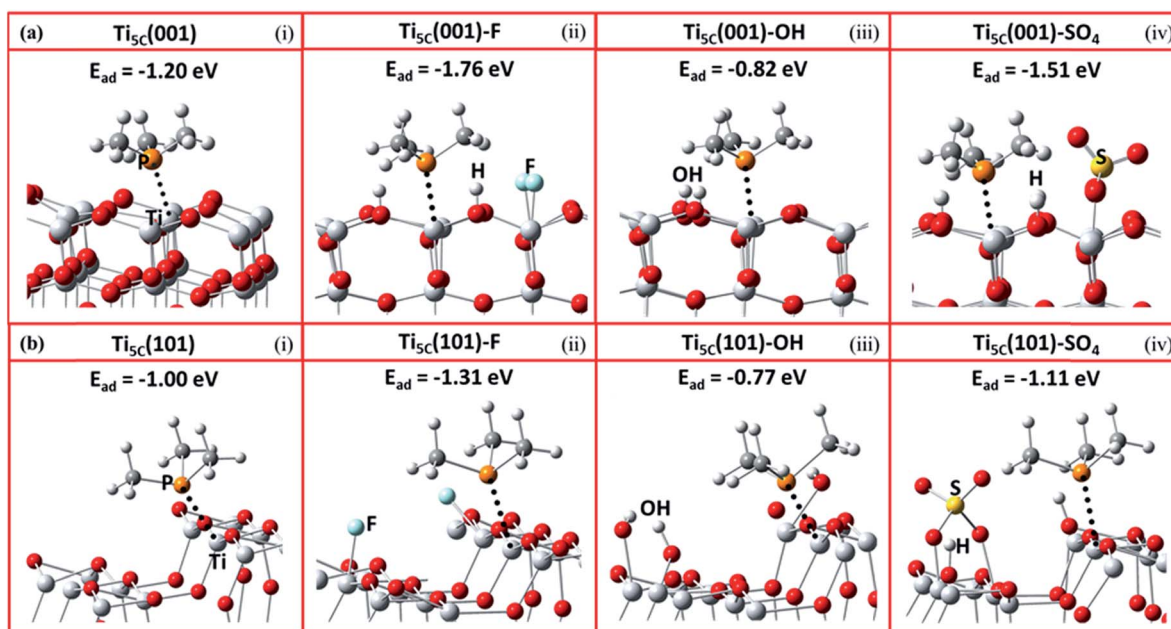 (a) Ti5C(001) (i) Ti5C(001)-F (ii) Ti5C(001)-OH (iii) Ti5C(001)-SO4 (iv)
Ead = -1.20 eV Ead = -1.76 eV Ead = -0.82 eV Ead = -1.51 eV
P H F OH H S
Ti
(b) Ti5C(101) (i) Ti5C(101)-F (ii) Ti5C(101)-OH (iii) Ti5C(101)-SO4 (iv)
Ead = -1.00 eV Ead = -1.31 eV Ead = -0.77 eV Ead = -1.11 eV
P F OH S
Ti H